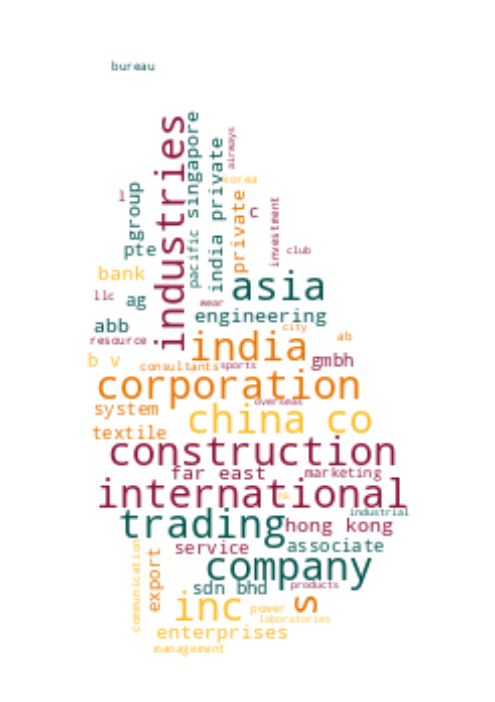 bureau
industries
pacific singapore
india private
airways
korea
private
c
investment
club
lr
group
pte
bank
asia
llc
ag
wear
engineering
abb
city
resource
india
ab
b v
consultants
sports
gmbh
corporation
overseas
system
china co
textile
construction
far east
marketing
international
hk
trading
industrial
hong kong
service
associate
communication
export
company
sdn bhd
products
inc
power
s
laboratories
enterprises
management